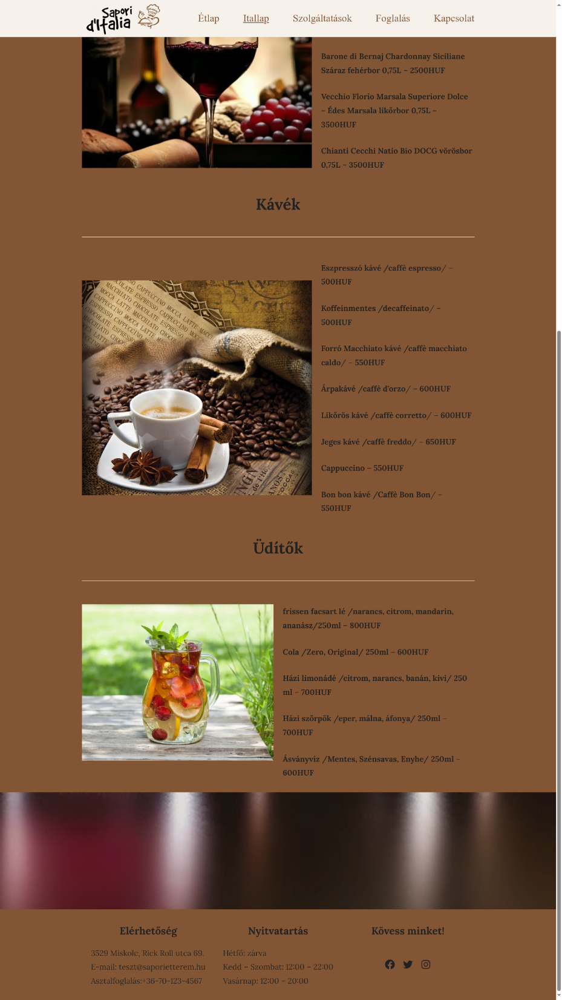 Sapori
d'Italia
Étlap Itallap Szolgáltatások Foglalás Kapcsolat
Barone di Bernaj Chardonnay Siciliane
Száraz fehérbor 0,75L – 2500HUF
Vecchio Florio Marsala Superiore Dolce
– Édes Marsala likőrbor 0,75L –
3500HUF
Chianti Cecchi Natio Bio DOCG vörösbor
0,75L – 3500HUF
Kávék
Eszpresszó kávé /caffè espresso/ –
500HUF
Koffeinmentes /decaffeinato/ –
500HUF
Forró Macchiato kávé /caffè macchiato
caldo/ – 550HUF
Árpakávé /caffè d'orzo/ – 600HUF
Likőrös kávé /caffè corretto/ – 600HUF
Jeges kávé /caffè freddo/ – 650HUF
Cappuccino – 550HUF
Bon bon kávé /Caffè Bon Bon/ –
550HUF
Üdítők
frissen facsart lé /narancs, citrom, mandarin,
ananász/250ml – 800HUF
Cola /Zero, Original/ 250ml – 600HUF
Házi limonádé /citrom, narancs, banán, kivi/ 250
ml – 700HUF
Házi szörpök /eper, málna, áfonya/ 250ml –
700HUF
Ásványvíz /Mentes, Szénsavas, Enyhe/ 250ml –
600HUF
Elérhetőség
3529 Miskolc, Rick Roll utca 69.
E-mail: teszt@saporietterem.hu
Asztalfoglalás:+36-70-123-4567
Nyitvatartás
Hétfő: zárva
Kedd – Szombat: 12:00 – 22:00
Vasárnap: 12:00 – 20:00
Kövess minket!